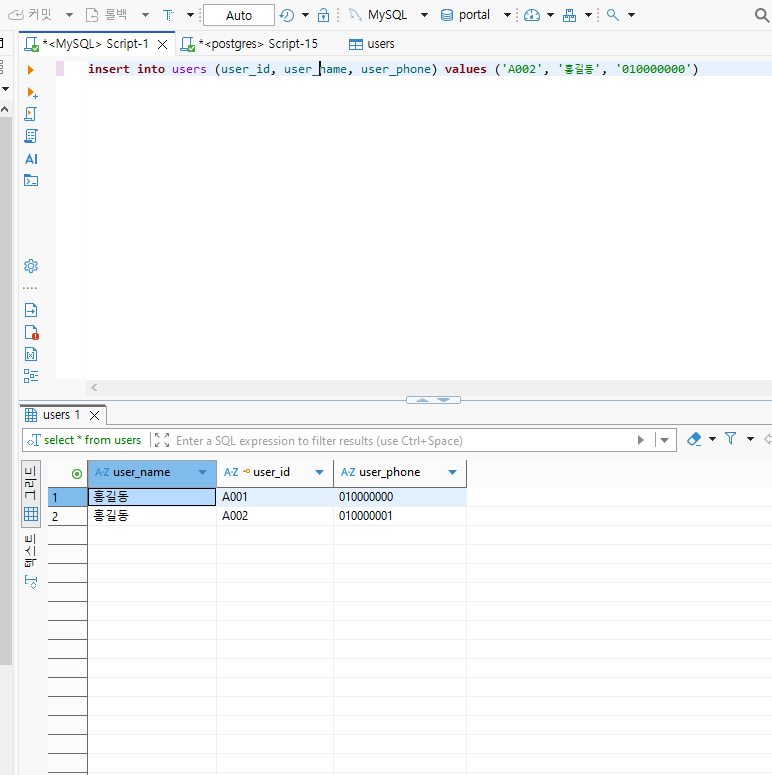 커밋 롤백 T Auto MySQL portal
*<MySQL> Script-1 *<postgres> Script-15 users
insert into users (user_id, user_name, user_phone) values ('A002', '홍길동', '010000000')
AI
users 1
select * from users Enter a SQL expression to filter results (use Ctrl+Space)
그리드
텍스트
A-Z user_name A-Z user_id A-Z user_phone
1 홍길동 A001 010000000
2 홍길동 A002 010000001